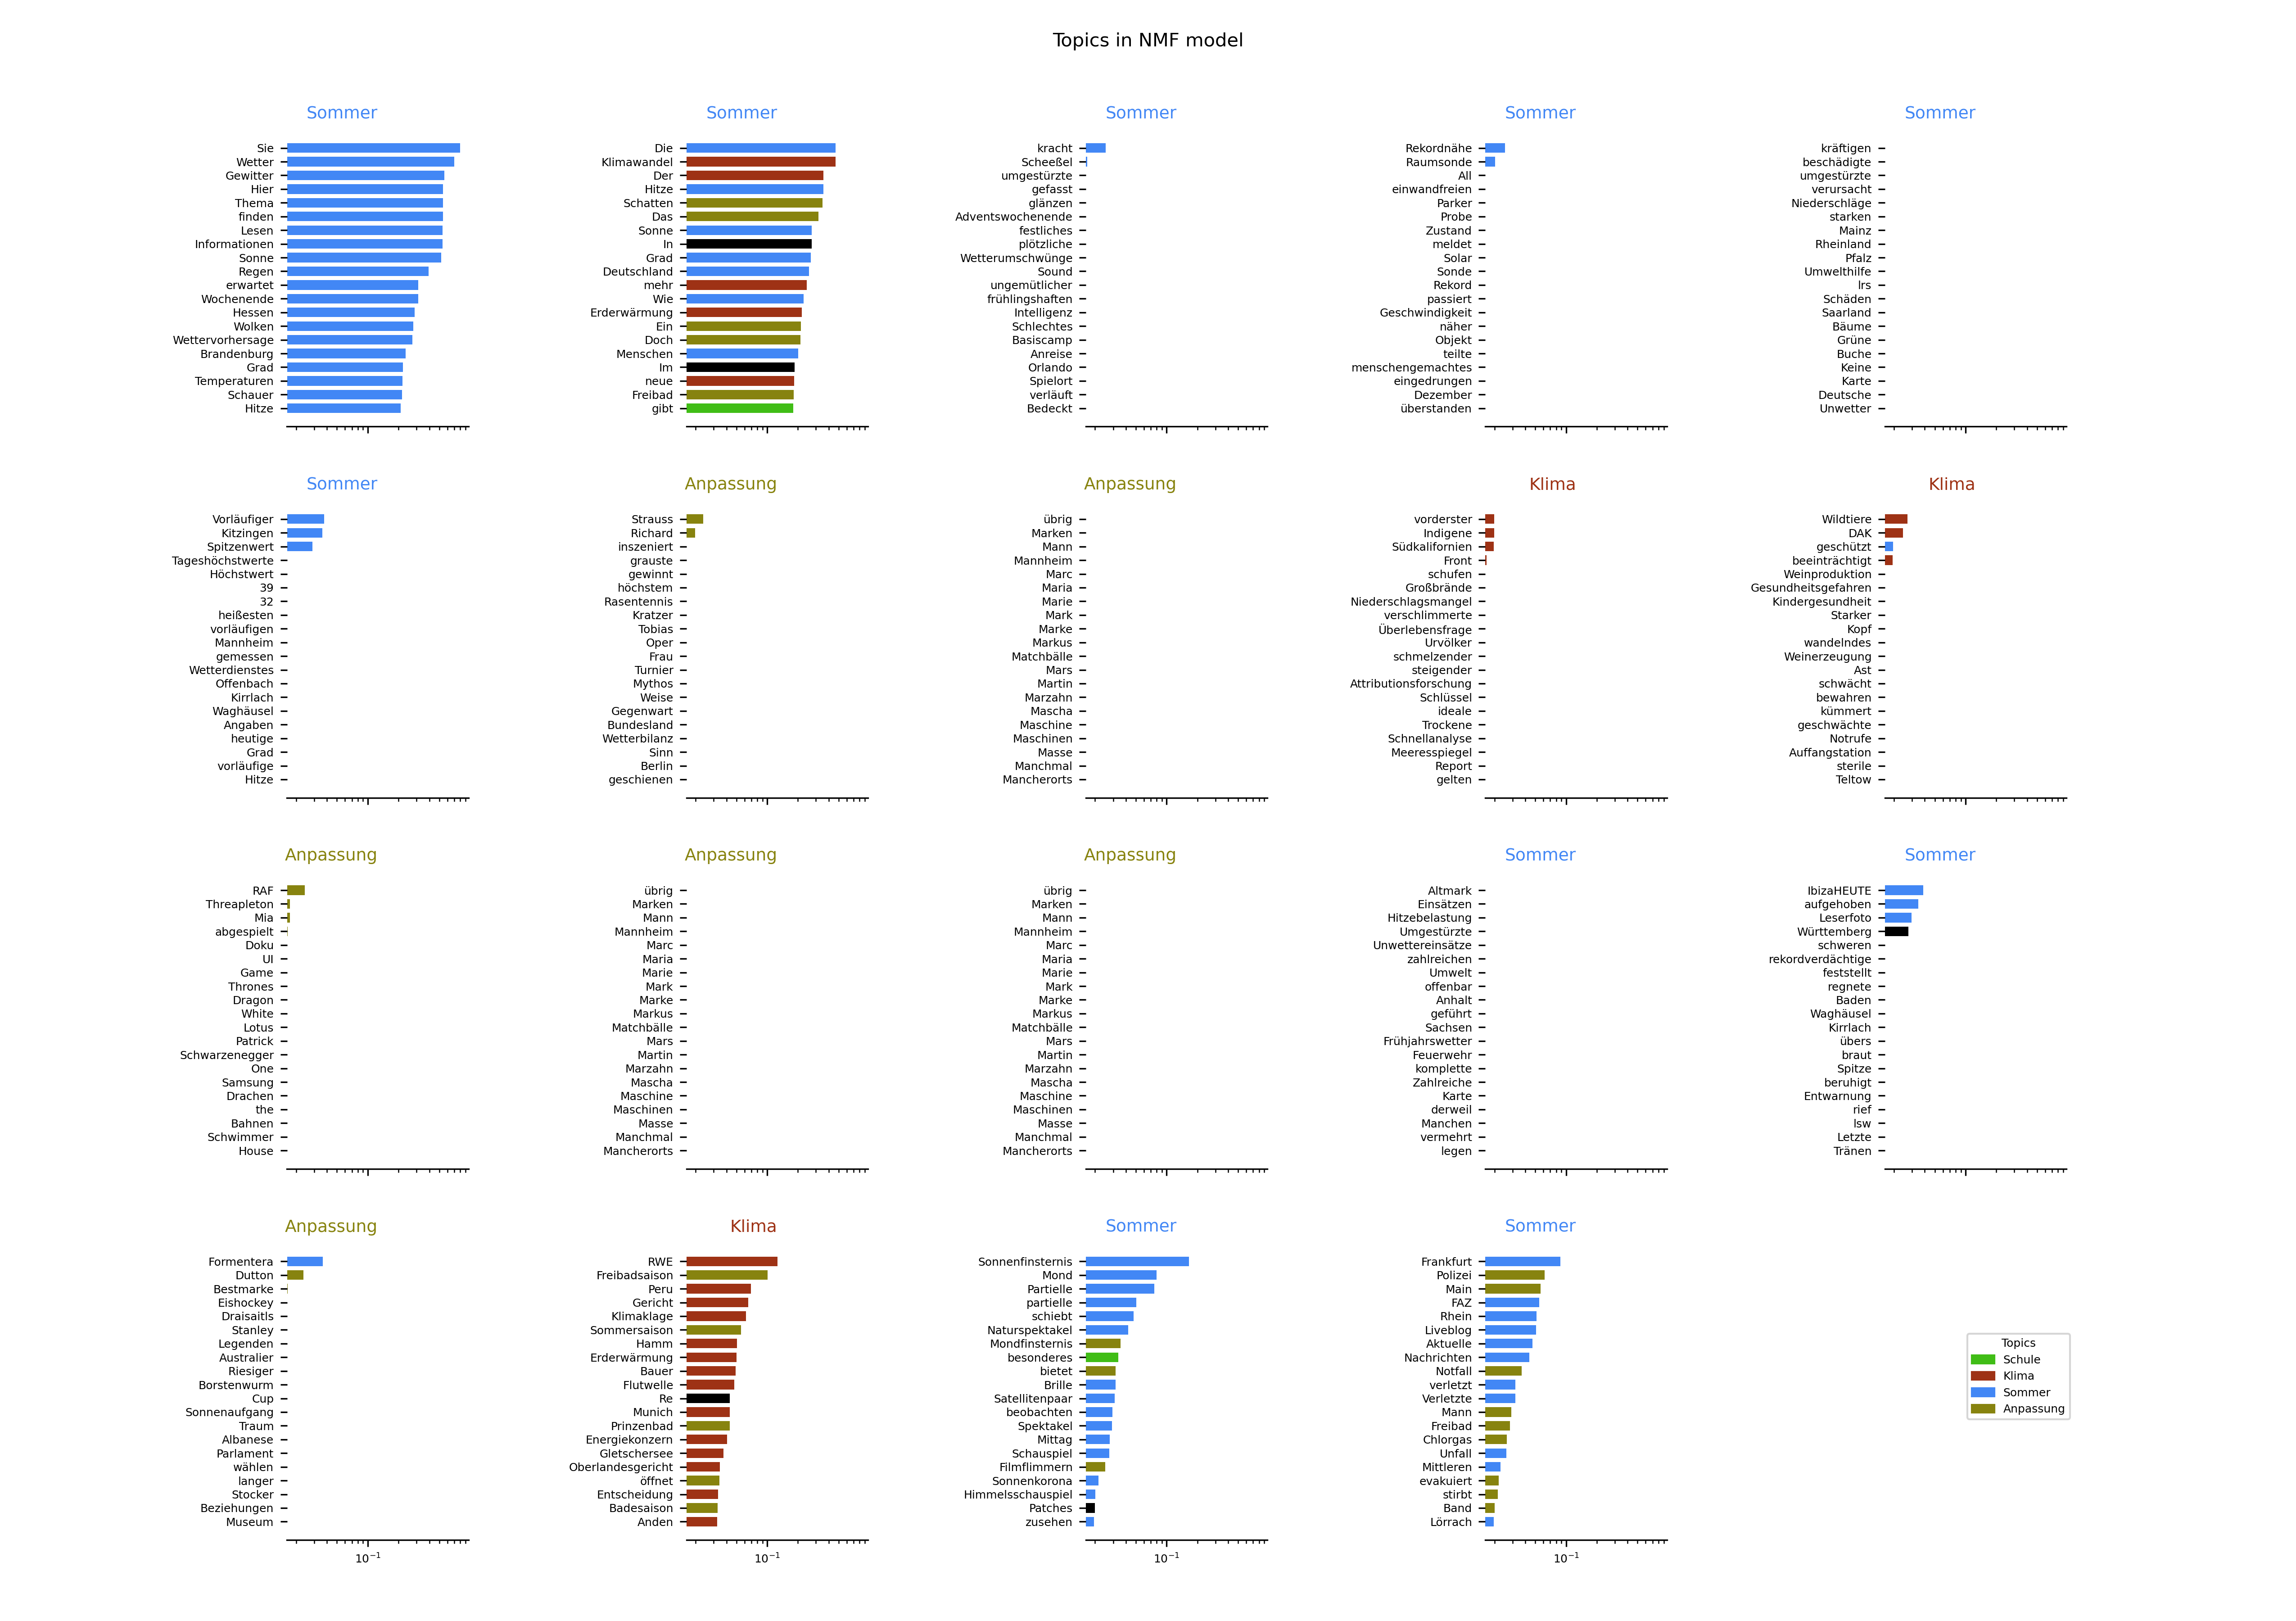 Topics in NMF model
Sommer
Sie
Wetter
Gewitter
Hier
Thema
finden
Lesen
Informationen
Sonne
Regen
erwartet
Wochenende
Hessen
Wolken
Wettervorhersage
Brandenburg
Grad
Temperaturen
Schauer
Hitze
Sommer
Die
Klimawandel
Der
Hitze
Schatten
Das
Sonne
In
Grad
Deutschland
mehr
Wie
Erderwärmung
Ein
Doch
Menschen
Im
neue
Freibad
gibt
Sommer
kracht
Scheeßel
umgestürzte
gefasst
glänzen
Adventswochenende
festliches
plötzliche
Wetterumschwünge
Sound
ungemütlicher
frühlingshaften
Intelligenz
Schlechtes
Basiscamp
Anreise
Orlando
Spielort
verläuft
Bedeckt
Sommer
Rekordnähe
Raumsonde
All
einwandfreien
Parker
Probe
Zustand
meldet
Solar
Sonde
Rekord
passiert
Geschwindigkeit
näher
Objekt
teilte
menschengemachtes
eingedrungen
Dezember
überstanden
Sommer
kräftigen
beschädigte
umgestürzte
verursacht
Niederschläge
starken
Mainz
Rheinland
Pfalz
Umwelthilfe
lrs
Schäden
Saarland
Bäume
Grüne
Buche
Keine
Karte
Deutsche
Unwetter
Sommer
Vorläufiger
Kitzingen
Spitzenwert
Tageshöchstwerte
Höchstwert
39
32
heißesten
vorläufigen
Mannheim
gemessen
Wetterdienstes
Offenbach
Kirrlach
Waghäusel
Angaben
heutige
Grad
vorläufige
Hitze
Anpassung
Strauss
Richard
inszeniert
grauste
gewinnt
höchstem
Rasentennis
Kratzer
Tobias
Oper
Frau
Turnier
Mythos
Weise
Gegenwart
Bundesland
Wetterbilanz
Sinn
Berlin
geschienen
Anpassung
übrig
Marken
Mann
Mannheim
Marc
Maria
Marie
Mark
Marke
Markus
Matchbälle
Mars
Martin
Marzahn
Mascha
Maschine
Maschinen
Masse
Manchmal
Mancherorts
Klima
vorderster
Indigene
Südkalifornien
Front
schufen
Großbrände
Niederschlagsmangel
verschlimmerte
Überlebensfrage
Urvölker
schmelzender
steigender
Attributionsforschung
Schlüssel
ideale
Trockene
Schnellanalyse
Meeresspiegel
Report
gelten
Klima
Wildtiere
DAK
geschützt
beeinträchtigt
Weinproduktion
Gesundheitsgefahren
Kindergesundheit
Starker
Kopf
wandelndes
Weinerzeugung
Ast
schwächt
bewahren
kümmert
geschwächte
Notrufe
Auffangstation
sterile
Teltow
Anpassung
RAF
Threapleton
Mia
abgespielt
Doku
UI
Game
Thrones
Dragon
White
Lotus
Patrick
Schwarzenegger
One
Samsung
Drachen
the
Bahnen
Schwimmer
House
Anpassung
übrig
Marken
Mann
Mannheim
Marc
Maria
Marie
Mark
Marke
Markus
Matchbälle
Mars
Martin
Marzahn
Mascha
Maschine
Maschinen
Masse
Manchmal
Mancherorts
Anpassung
übrig
Marken
Mann
Mannheim
Marc
Maria
Marie
Mark
Marke
Markus
Matchbälle
Mars
Martin
Marzahn
Mascha
Maschine
Maschinen
Masse
Manchmal
Mancherorts
Sommer
Altmark
Einsätzen
Hitzebelastung
Umgestürzte
Unwettereinsätze
zahlreichen
Umwelt
offenbar
Anhalt
geführt
Sachsen
Frühjahrswetter
Feuerwehr
komplette
Zahlreiche
Karte
derweil
Manchen
vermehrt
legen
Sommer
IbizaHEUTE
aufgehoben
Leserfoto
Württemberg
schweren
rekordverdächtige
feststellt
regnete
Baden
Waghäusel
Kirrlach
übers
braut
Spitze
beruhigt
Entwarnung
rief
lsw
Letzte
Tränen
Anpassung
Formentera
Dutton
Bestmarke
Eishockey
Draisaitls
Stanley
Legenden
Australier
Riesiger
Borstenwurm
Cup
Sonnenaufgang
Traum
Albanese
Parlament
wählen
langer
Stocker
Beziehungen
Museum
10⁻¹
Klima
RWE
Freibadsaison
Peru
Gericht
Klimaklage
Sommersaison
Hamm
Erderwärmung
Bauer
Flutwelle
Re
Munich
Prinzenbad
Energiekonzern
Gletschersee
Oberlandesgericht
öffnet
Entscheidung
Badesaison
Anden
10⁻¹
Sommer
Sonnenfinsternis
Mond
Partielle
partielle
schiebt
Naturspektakel
Mondfinsternis
besonderes
bietet
Brille
Satellitenpaar
beobachten
Spektakel
Mittag
Schauspiel
Filmflimmern
Sonnenkorona
Himmelsschauspiel
Patches
zusehen
10⁻¹
Sommer
Frankfurt
Polizei
Main
FAZ
Rhein
Liveblog
Aktuelle
Nachrichten
Notfall
verletzt
Verletzte
Mann
Freibad
Chlorgas
Unfall
Mittleren
evakuiert
stirbt
Band
Lörrach
10⁻¹
Topics
Schule
Klima
Sommer
Anpassung